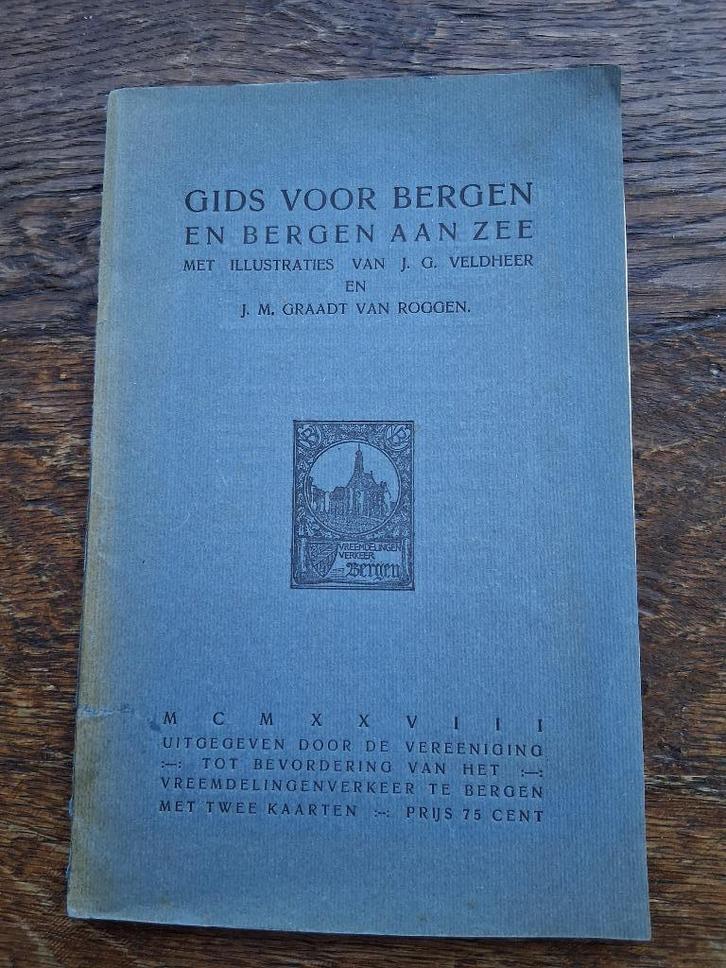 GIDS VOOR BERGEN
EN BERGEN AAN ZEE
MET ILLUSTRATIES VAN J. G. VELDHEER
EN
J. M. GRAADT VAN ROGGEN.
VREEMDELINGEN
VERKEER
Bergen
M C M X X V I I I
UITGEGEVEN DOOR DE VEREENIGING
:—: TOT BEVORDERING VAN HET :—:
VREEMDELINGENVERKEER TE BERGEN
MET TWEE KAARTEN :—: PRIJS 75 CENT